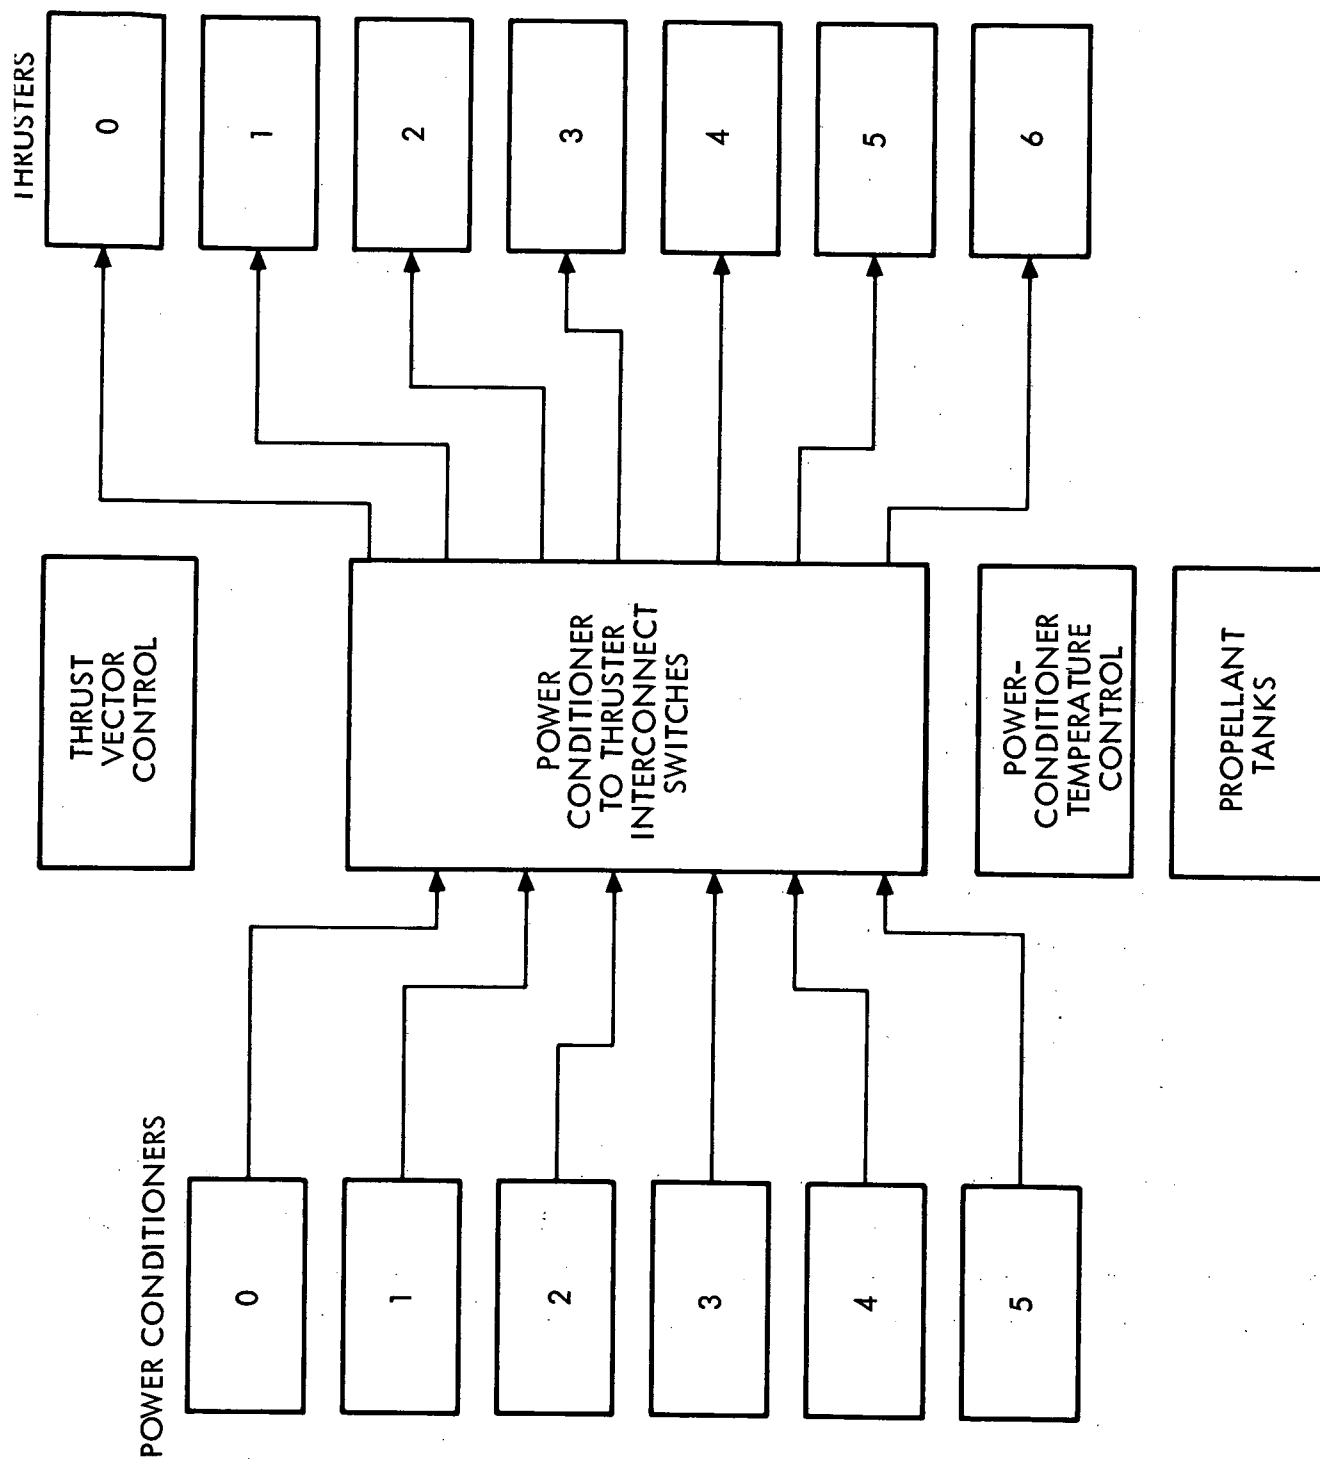 POWER CONDITIONERS
0
1
2
3
4
5
THRUST
VECTOR
CONTROL
POWER
CONDITIONER
TO THRUSTER
INTERCONNECT
SWITCHES
POWER-
CONDITIONER
TEMPERATURE
CONTROL
PROPELLANT
TANKS
THRUSTERS
0
1
2
3
4
5
6